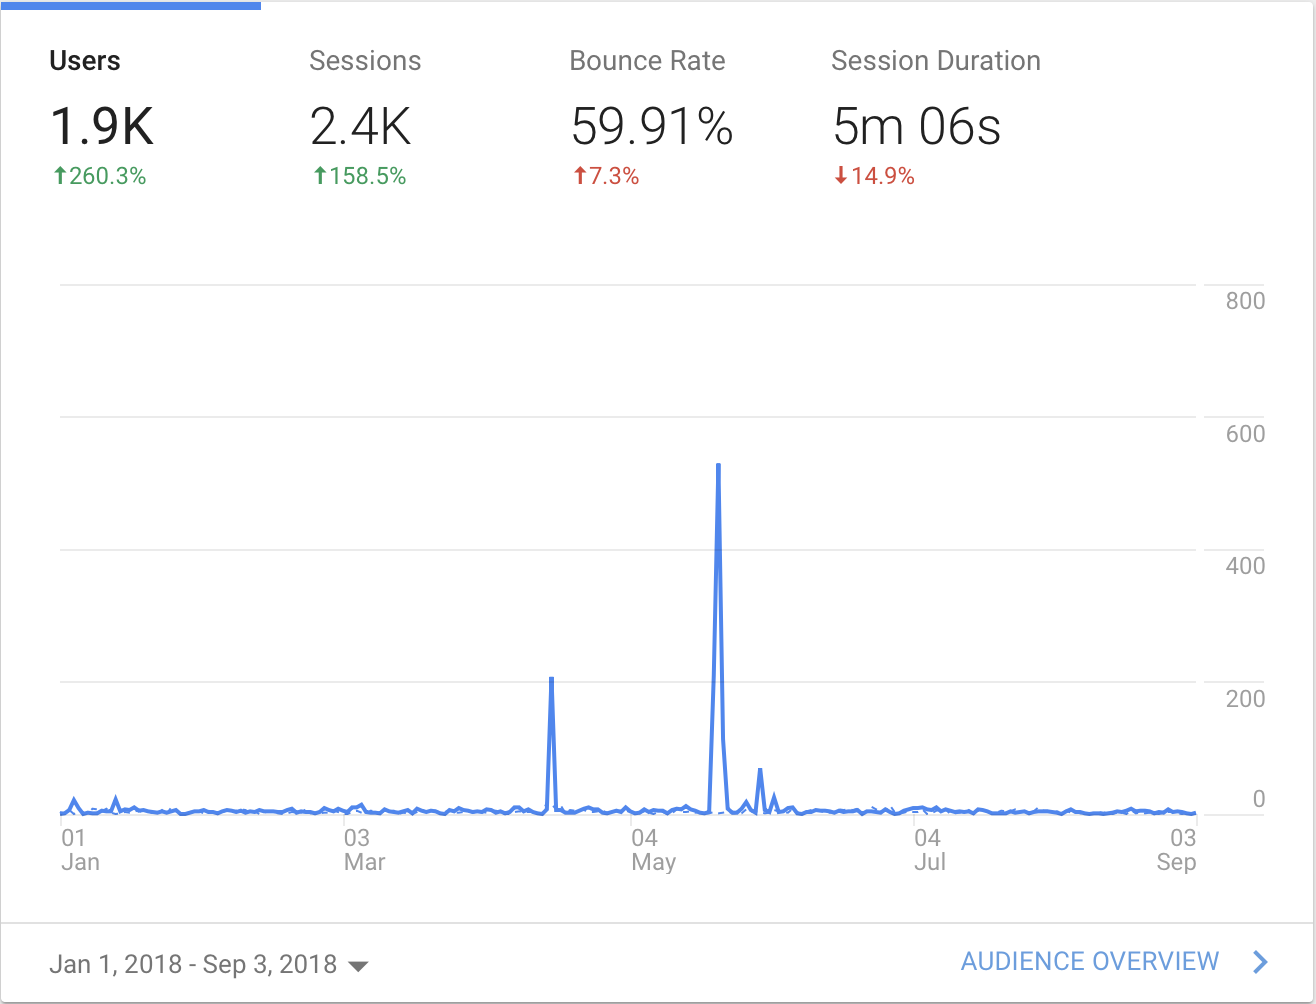 Users Sessions Bounce Rate Session Duration
1.9K 2.4K 59.91% 5m 06s
↑260.3% ↑158.5% ↑7.3% ↓14.9%
800
600
400
200
0
01 03 04 04 03
Jan Mar May Jul Sep
Jan 1, 2018 - Sep 3, 2018 AUDIENCE OVERVIEW